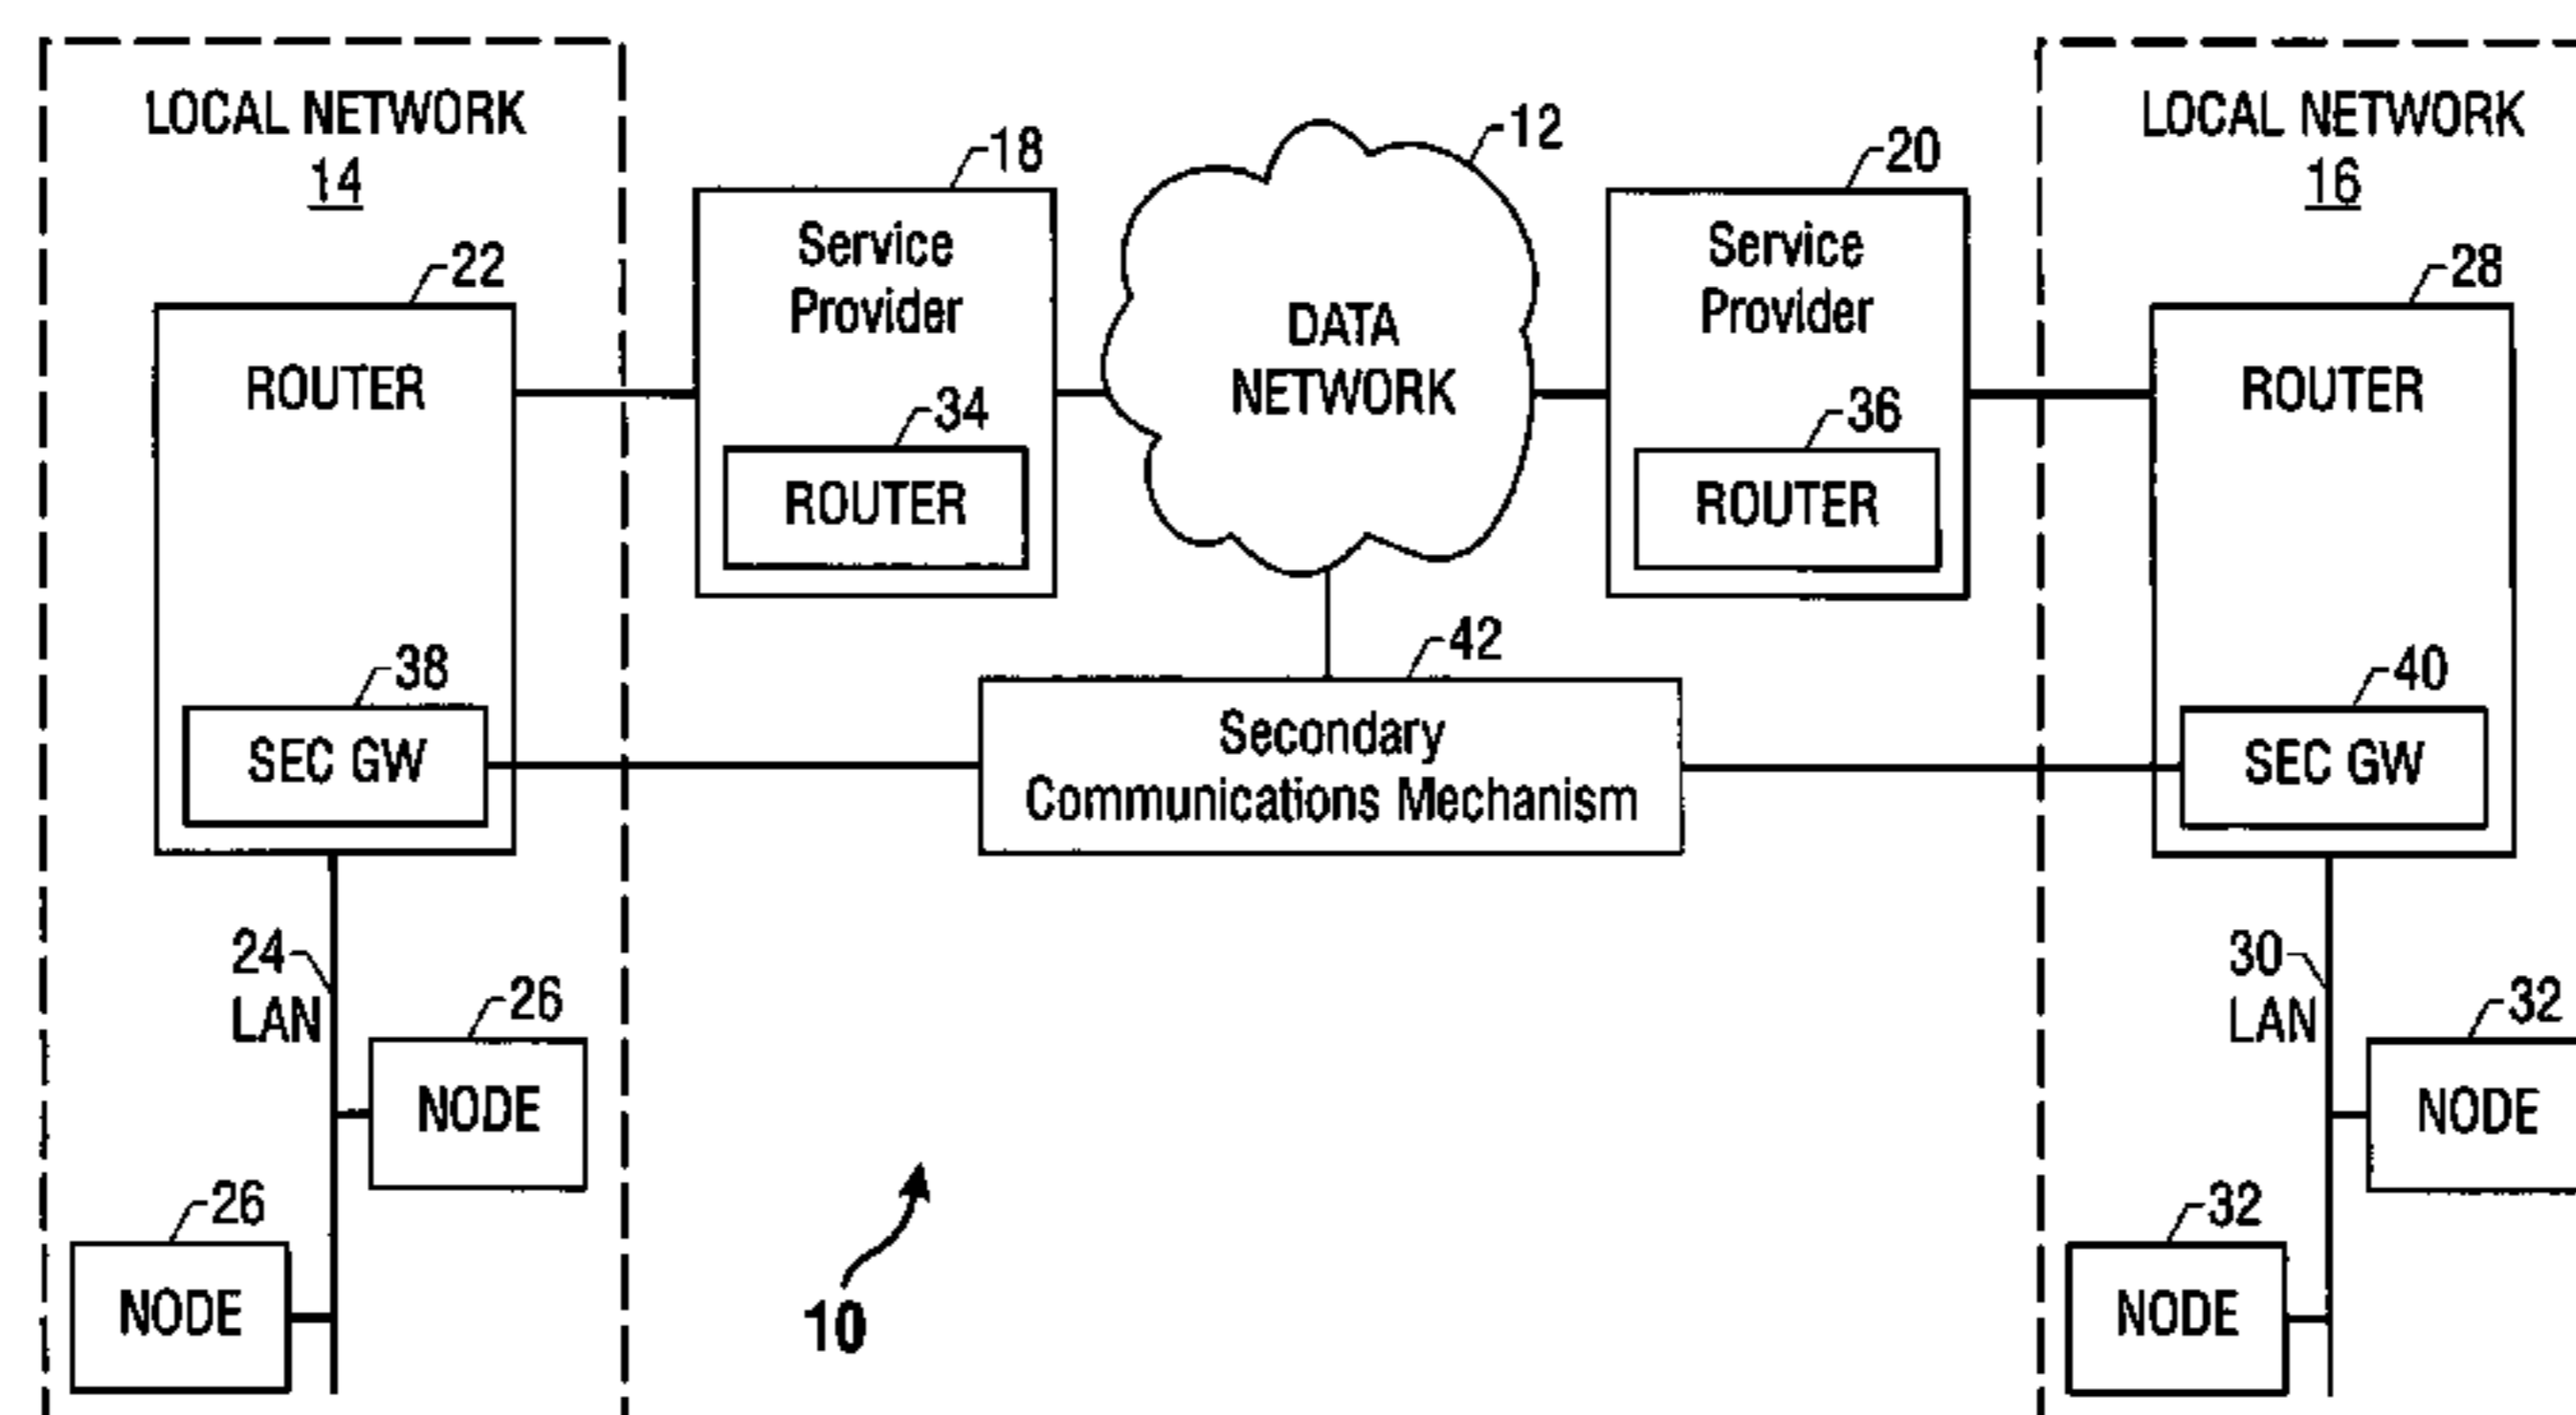 LOCAL NETWORK
14
22
ROUTER
38
SEC GW
24
LAN
26
NODE
26
NODE
18
Service
Provider
34
ROUTER
12
DATA
NETWORK
20
Service
Provider
36
ROUTER
42
Secondary
Communications Mechanism
10
LOCAL NETWORK
16
28
ROUTER
40
SEC GW
30
LAN
32
NODE
32
NODE